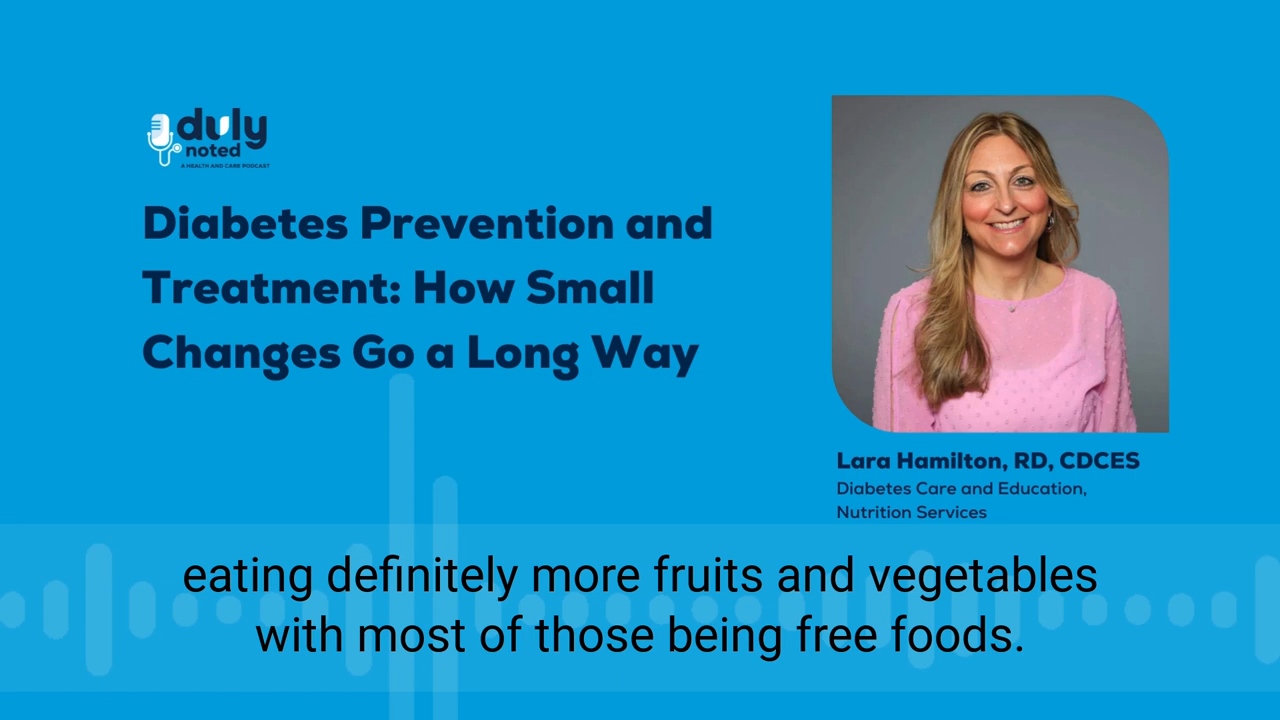 duly
noted
A HEALTH AND CARE PODCAST
Diabetes Prevention and
Treatment: How Small
Changes Go a Long Way
Lara Hamilton, RD, CDCES
Diabetes Care and Education,
Nutrition Services
eating definitely more fruits and vegetables
with most of those being free foods.